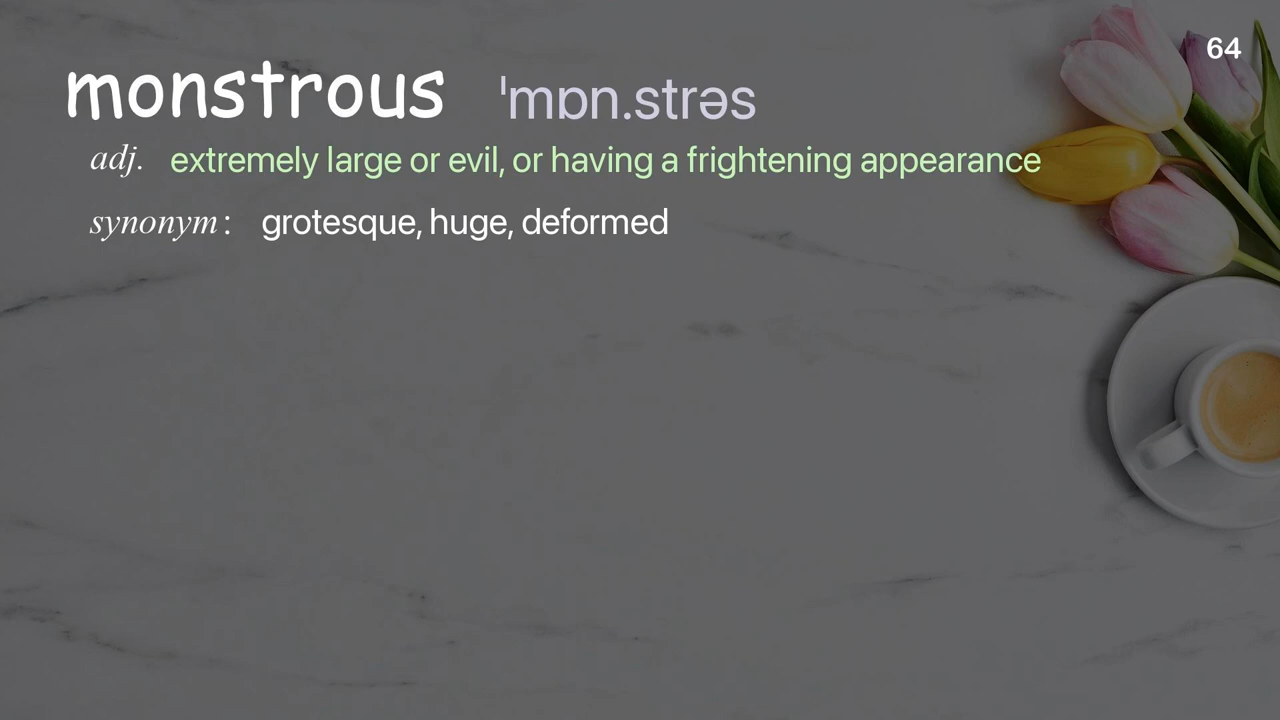 64
monstrous ˈmɒn.strəs
adj. extremely large or evil, or having a frightening appearance
synonym: grotesque, huge, deformed